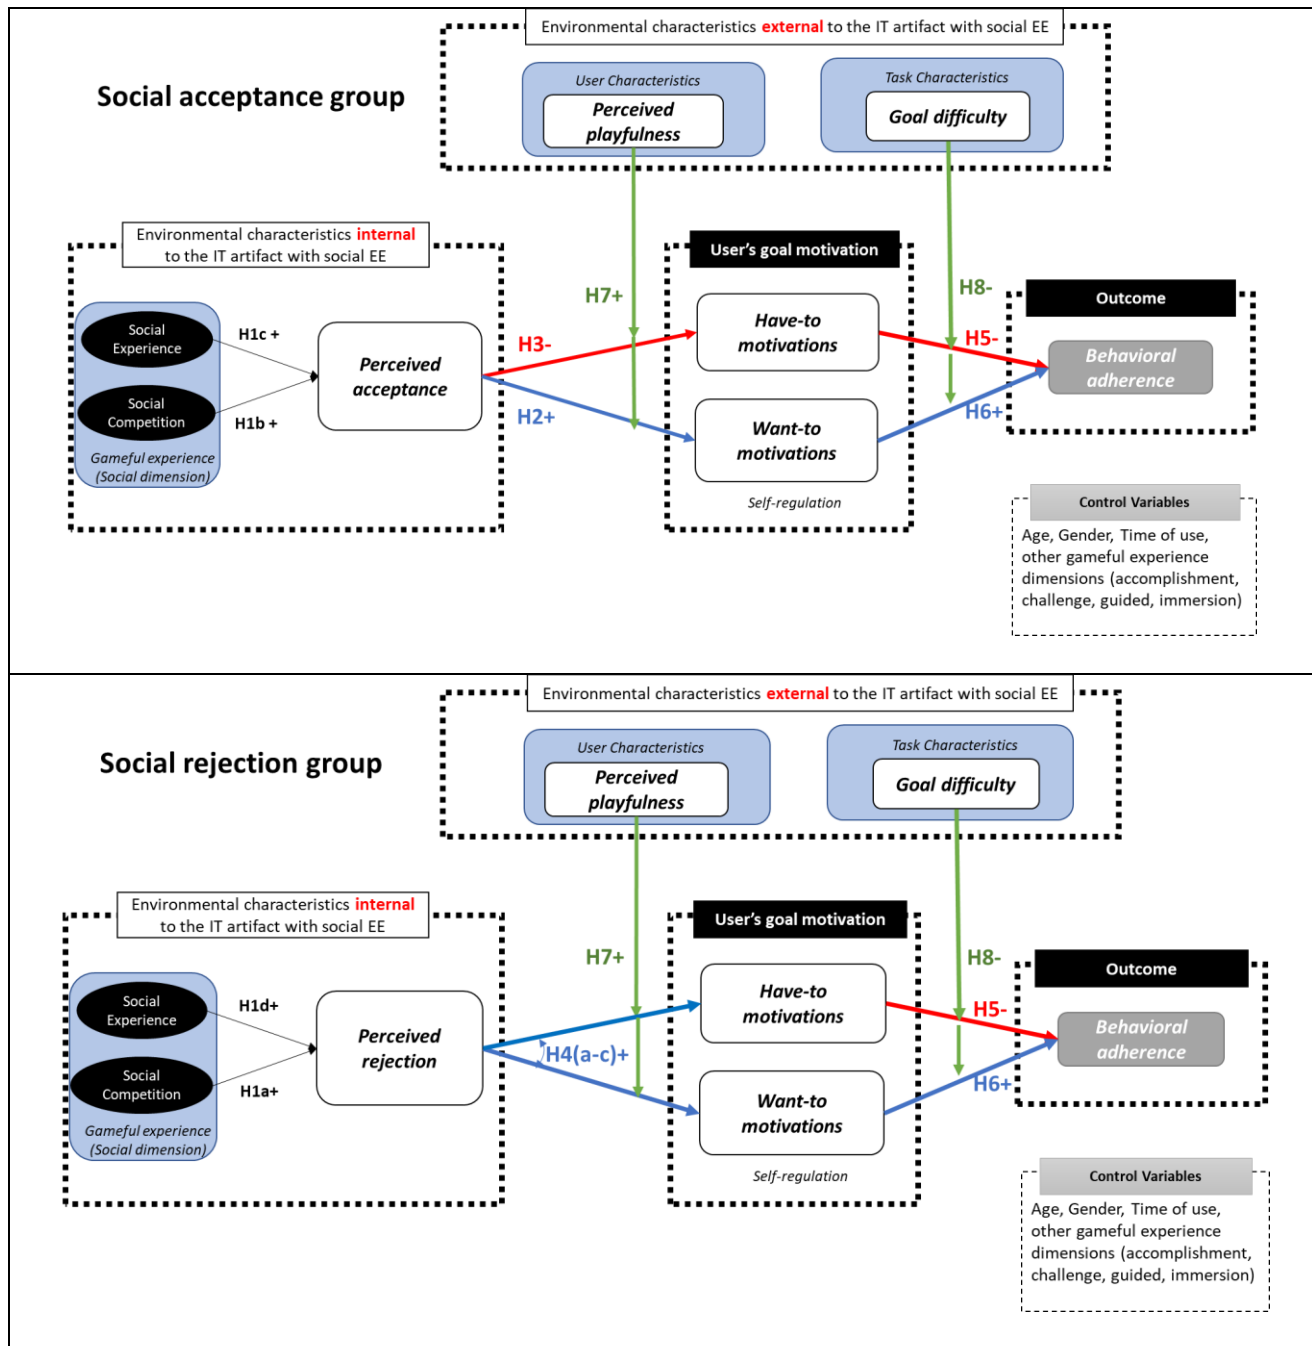 Environmental characteristics external to the IT artifact with social EE
Social acceptance group
User Characteristics
Perceived
playfulness
Task Characteristics
Goal difficulty
Environmental characteristics internal
to the IT artifact with social EE
User's goal motivation
H7+
H8-
Outcome
Social
Experience
H1c +
Have-to
motivations
H3-
H5-
Perceived
acceptance
Behavioral
adherence
Social
Competition
H1b +
H2+
H6+
Want-to
motivations
Gameful experience
(Social dimension)
Self-regulation
Control Variables
Age, Gender, Time of use,
other gameful experience
dimensions (accomplishment,
challenge, guided, immersion)
Environmental characteristics external to the IT artifact with social EE
Social rejection group
User Characteristics
Perceived
playfulness
Task Characteristics
Goal difficulty
Environmental characteristics internal
to the IT artifact with social EE
User's goal motivation
H7+
H8-
Outcome
Social
Experience
H1d+
Have-to
motivations
H5-
Perceived
rejection
H4(a-c)+
Behavioral
adherence
Social
Competition
H1a+
H6+
Want-to
motivations
Gameful experience
(Social dimension)
Self-regulation
Control Variables
Age, Gender, Time of use,
other gameful experience
dimensions (accomplishment,
challenge, guided, immersion)